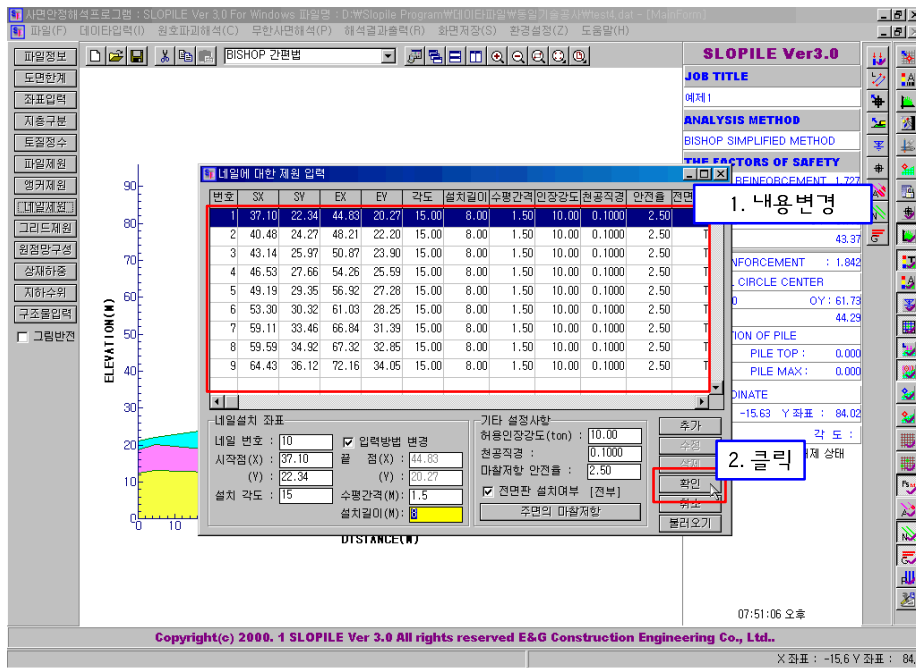 사면안정해석프로그램 : SLOPILE Ver 3.0 For Windows 파일명 : D:₩Slopile Program₩데이타파일₩동일기술공사₩test4.dat - [MainForm]
파일(F) 데이타입력(I) 원호파괴해석(C) 무한사면해석(P) 해석결과출력(R) 화면저장(S) 환경설정(Z) 도움말(H)
파일정보
도면한계
좌표입력
지층구분
토질정수
파일제원
앵커제원
네일제원
그리드제원
원점망구성
상재하중
지하수위
구조물입력
그림반전
BISHOP 간편법
ELEVATION(M)
90
80
70
60
50
40
30
20
10
0
0 10
DISTANCE(M)
네일에 대한 제원 입력
번호 SX SY EX EY 각도 설치길이 수평간격 인장강도 천공직경 안전율 전면
1 37.10 22.34 44.83 20.27 15.00 8.00 1.50 10.00 0.1000 2.50
2 40.48 24.27 48.21 22.20 15.00 8.00 1.50 10.00 0.1000 2.50 T
3 43.14 25.97 50.87 23.90 15.00 8.00 1.50 10.00 0.1000 2.50 T
4 46.53 27.66 54.26 25.59 15.00 8.00 1.50 10.00 0.1000 2.50 T
5 49.19 29.35 56.92 27.28 15.00 8.00 1.50 10.00 0.1000 2.50 T
6 53.30 30.32 61.03 28.25 15.00 8.00 1.50 10.00 0.1000 2.50 T
7 59.11 33.46 66.84 31.39 15.00 8.00 1.50 10.00 0.1000 2.50 T
8 59.59 34.92 67.32 32.85 15.00 8.00 1.50 10.00 0.1000 2.50 T
9 64.43 36.12 72.16 34.05 15.00 8.00 1.50 10.00 0.1000 2.50 T
네일설치 좌표
네일 번호 : 10 입력방법 변경
시작점(X) : 37.10 끝 점(X) : 44.83
(Y) : 22.34 (Y) : 20.27
설치 각도 : 15 수평간격(M): 1.5
설치길이(M): 8
기타 설정사항
허용인장강도(ton) : 10.00
천공직경 : 0.1000
마찰저항 안전율 : 2.50
전면판 설치여부 [전부]
주면의 마찰저항
추가
수정
삭제
확인
취소
불러오기
1. 내용변경
2. 클릭
SLOPILE Ver3.0
JOB TITLE
예제1
ANALYSIS METHOD
BISHOP SIMPLIFIED METHOD
THE FACTORS OF SAFETY
REINFORCEMENT 1.727
43.37
NFORCEMENT : 1.842
CIRCLE CENTER
0 OY : 61.73
44.29
ION OF PILE
PILE TOP : 0.000
PILE MAX : 0.000
DINATE
-15.63 Y 좌표 : 84.02
각 도 :
제 상태
07:51:06 오후
Copyright(c) 2000. 1 SLOPILE Ver 3.0 All rights reserved E&G Construction Engineering Co., Ltd..
X 좌표 : -15.6 Y 좌표 : 84.